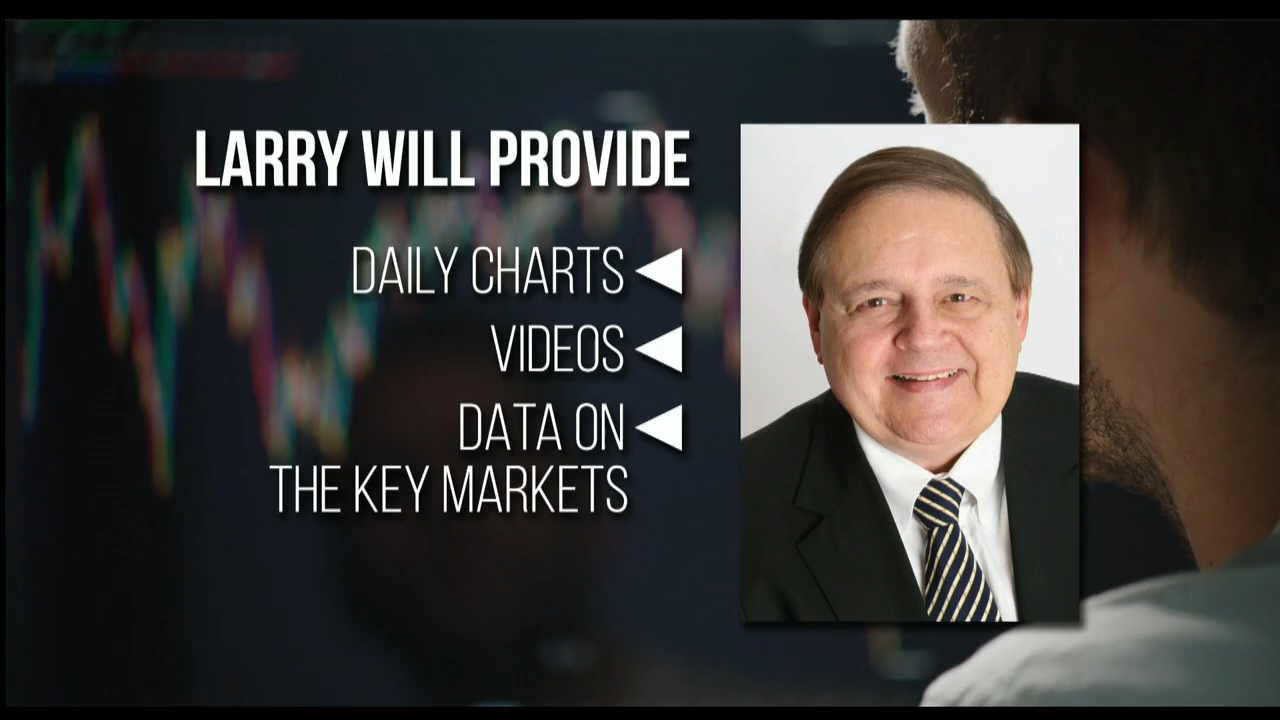 LARRY WILL PROVIDE
DAILY CHARTS
VIDEOS
DATA ON
THE KEY MARKETS